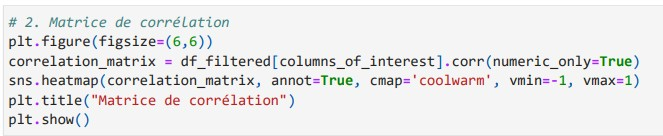 # 2. Matrice de corrélation
plt.figure(figsize=(6,6))
correlation_matrix = df_filtered[columns_of_interest].corr(numeric_only=True)
sns.heatmap(correlation_matrix, annot=True, cmap='coolwarm', vmin=-1, vmax=1)
plt.title("Matrice de corrélation")
plt.show()